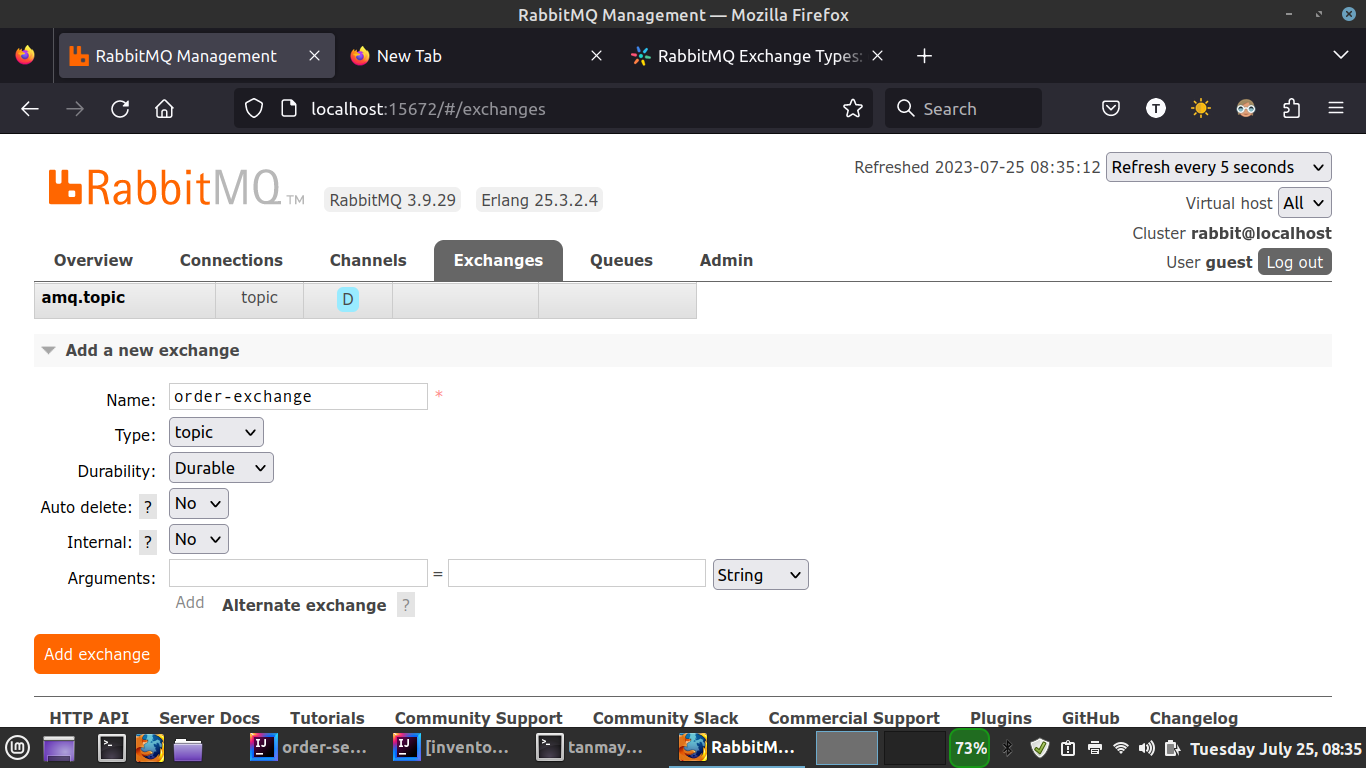 RabbitMQ Management — Mozilla Firefox
RabbitMQ Management New Tab RabbitMQ Exchange Types:
localhost:15672/#/exchanges Search
Refreshed 2023-07-25 08:35:12 Refresh every 5 seconds
RabbitMQ TM RabbitMQ 3.9.29 Erlang 25.3.2.4
Virtual host All
Cluster rabbit@localhost
User guest Log out
Overview Connections Channels Exchanges Queues Admin
amq.topic topic D
Add a new exchange
Name: order-exchange *
Type: topic
Durability: Durable
Auto delete: ? No
Internal: ? No
Arguments: = String
Add Alternate exchange ?
Add exchange
HTTP API Server Docs Tutorials Community Support Community Slack Commercial Support Plugins GitHub Changelog
order-se... [invento... tanmay... RabbitM... 73% Tuesday July 25, 08:35